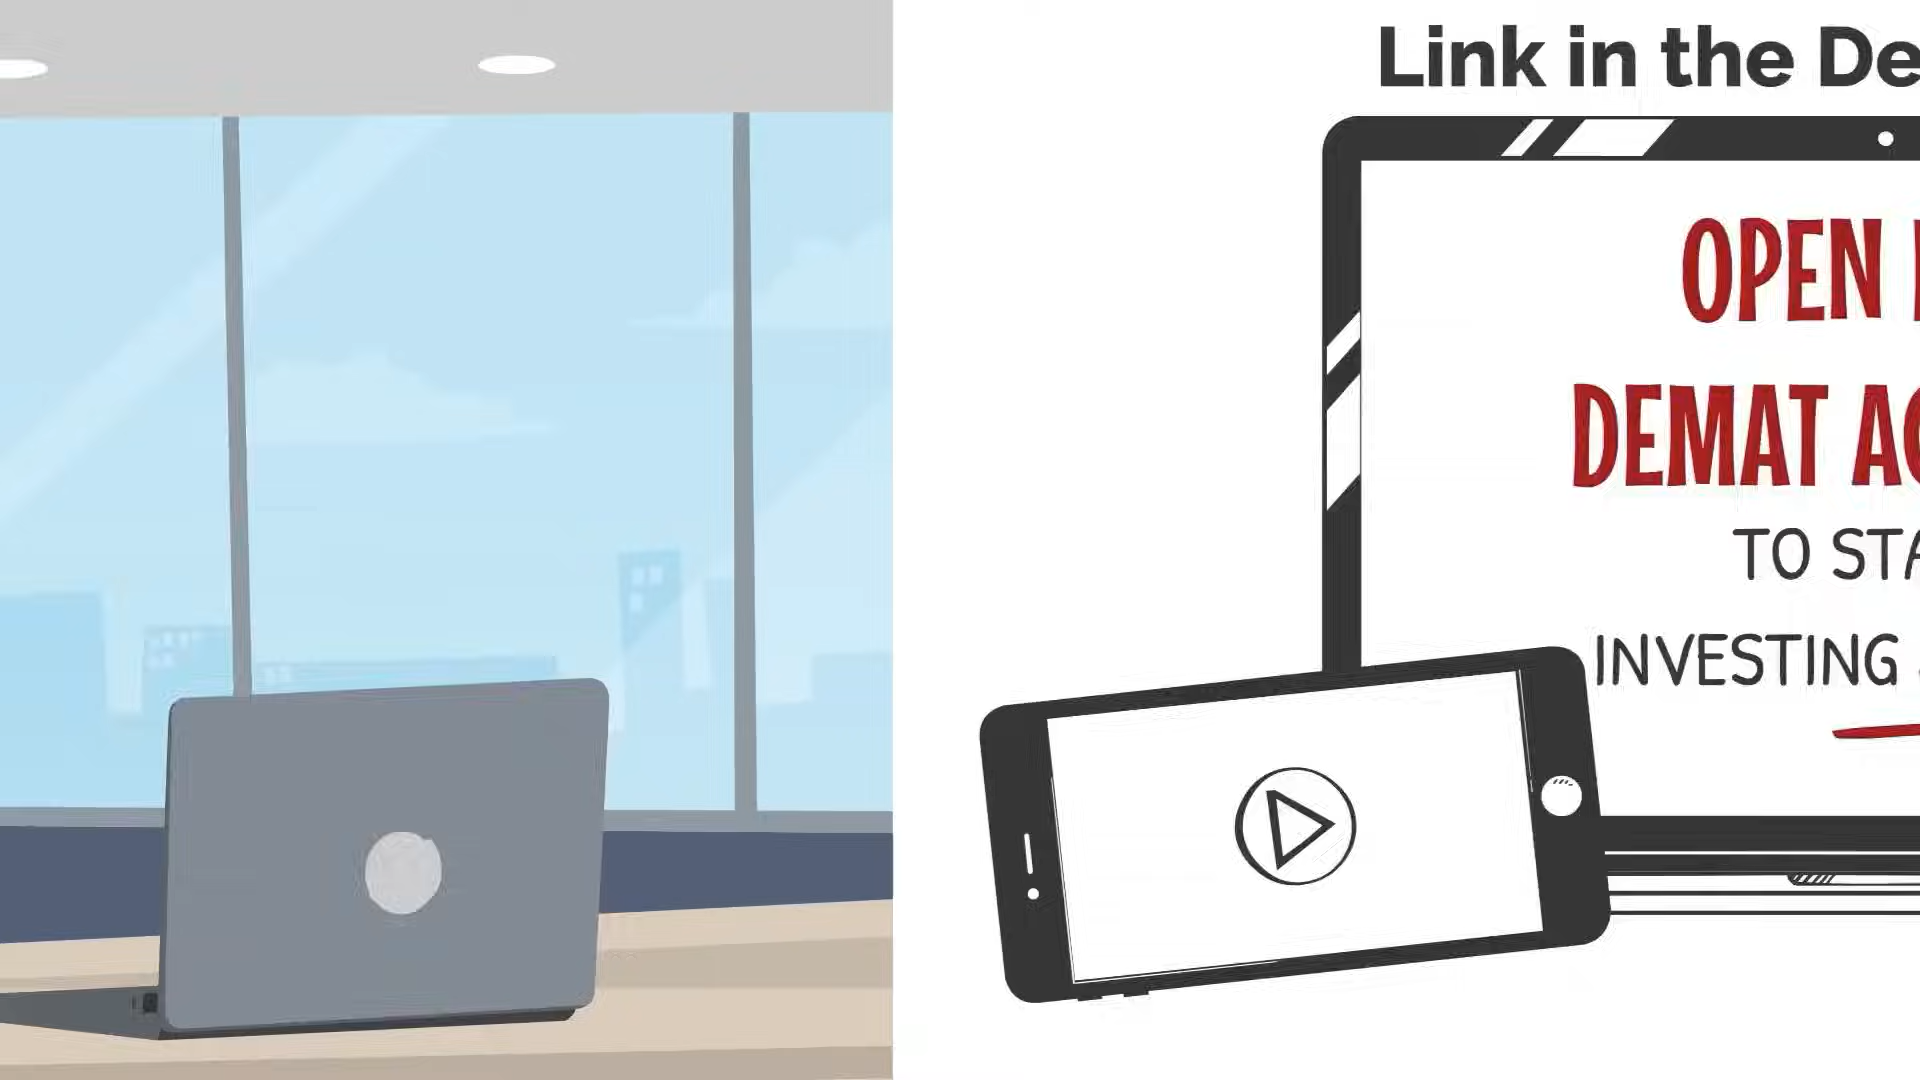 Link in the De
OPEN
DEMAT AC
TO STA
INVESTING